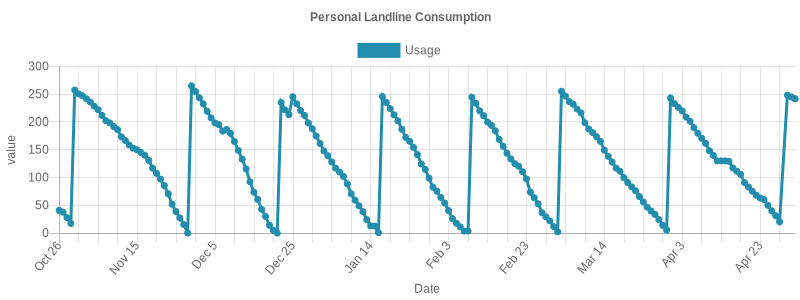 Personal Landline Consumption
Usage
300
250
200
150
100
50
0
value
Oct 26
Nov 15
Dec 5
Dec 25
Jan 14
Feb 3
Feb 23
Mar 14
Apr 3
Apr 23
Date